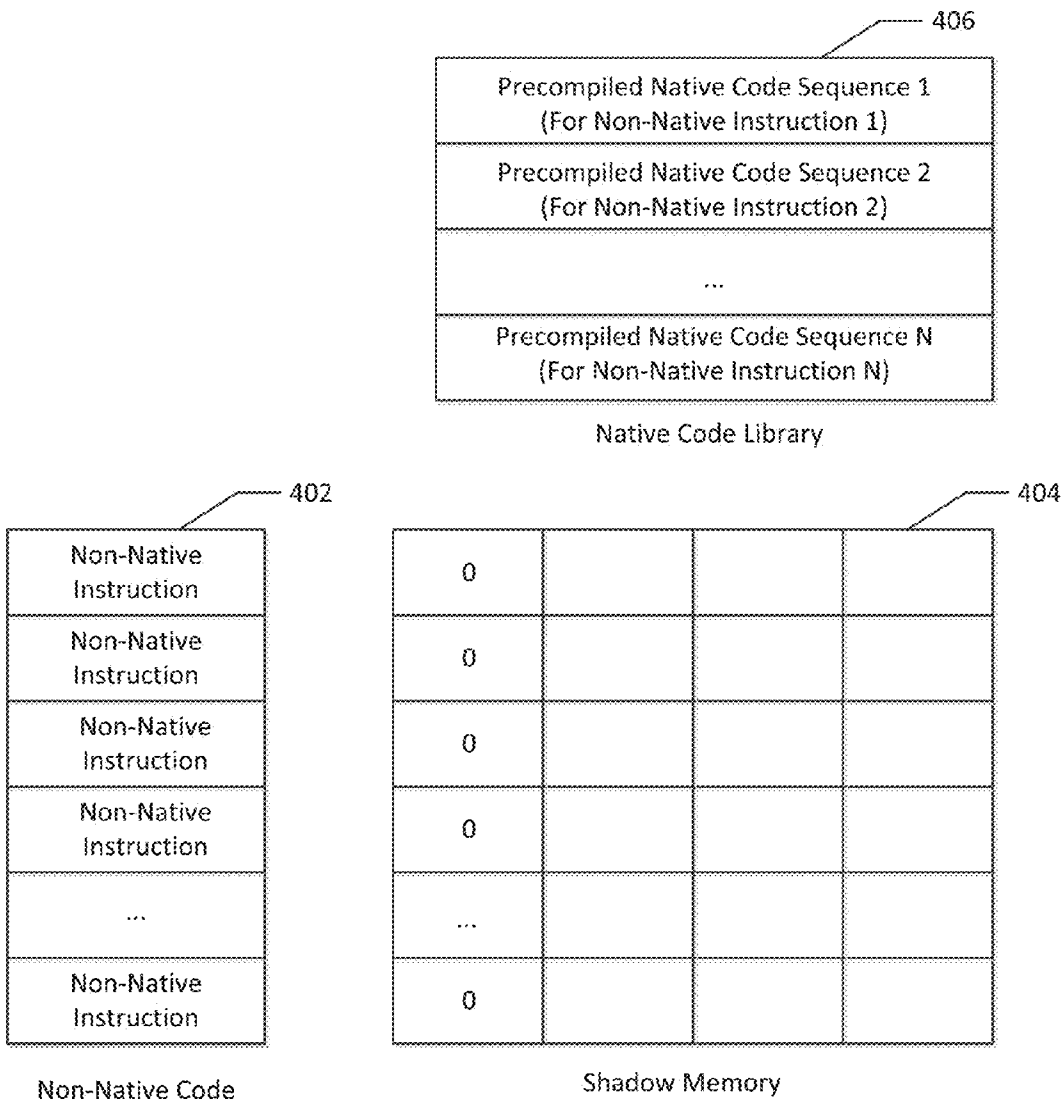 406
Precompiled Native Code Sequence 1
(For Non-Native Instruction 1)
Precompiled Native Code Sequence 2
(For Non-Native Instruction 2)
...
Precompiled Native Code Sequence N
(For Non-Native Instruction N)
Native Code Library
402
404
Non-Native
Instruction
0
Non-Native
Instruction
0
Non-Native
Instruction
0
Non-Native
Instruction
0
...
...
Non-Native
Instruction
0
Non-Native Code
Shadow Memory